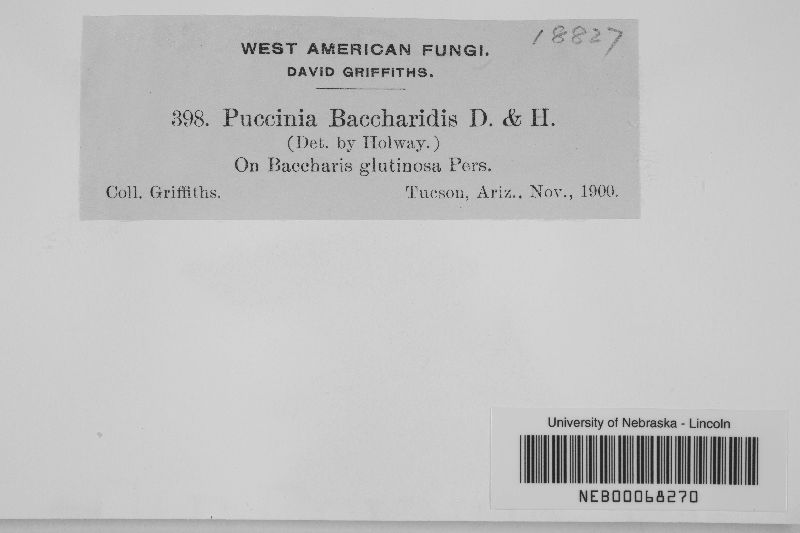 18827
WEST AMERICAN FUNGI.
DAVID GRIFFITHS.
398. Puccinia Baccharidis D. & H.
(Det. by Holway.)
On Baccharis glutinosa Pers.
Coll. Griffiths. Tucson, Ariz., Nov., 1900.
University of Nebraska - Lincoln
NEB00068270